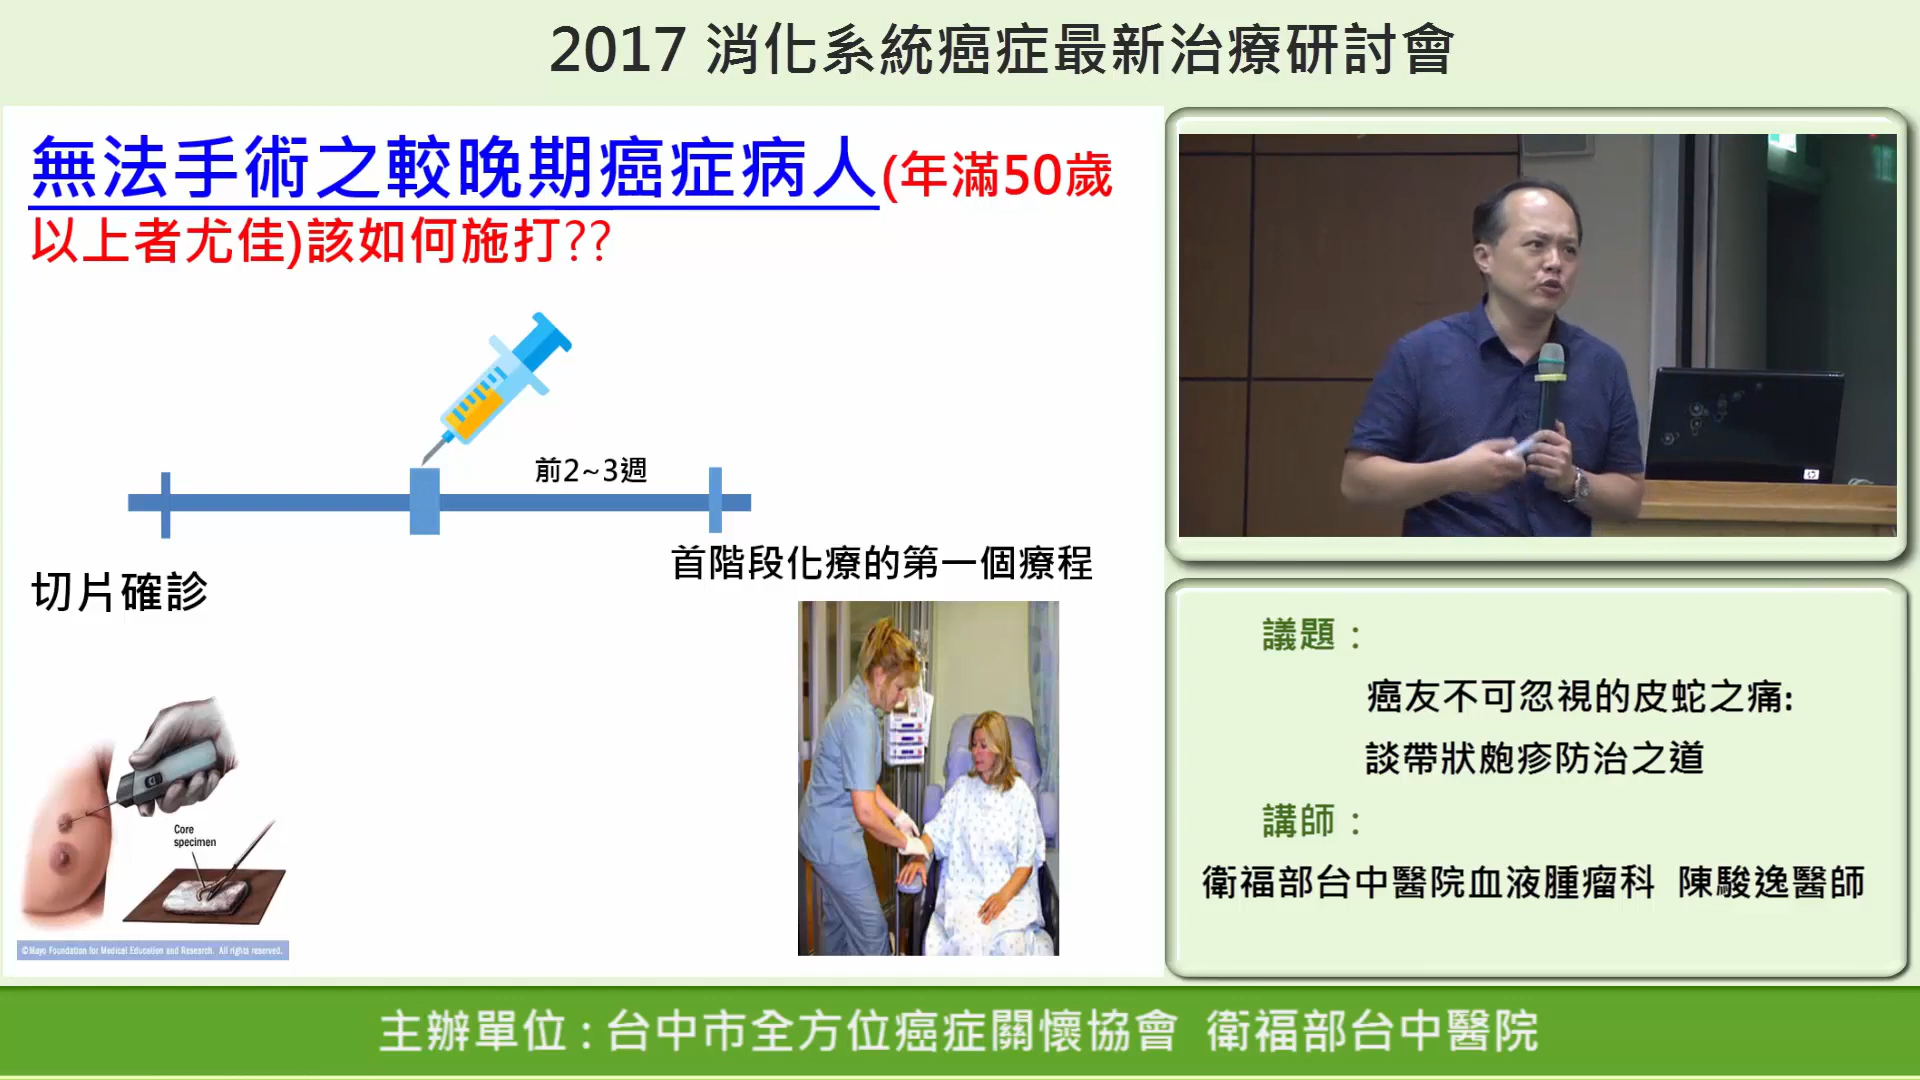 2017 消化系統癌症最新治療研討會
無法手術之較晚期癌症病人(年滿50歲
以上者尤佳)該如何施打??
前2~3週
首階段化療的第一個療程
切片確診
Core
specimen
©Mayo Foundation for Medical Education and Research. All rights reserved.
議題：
癌友不可忽視的皮蛇之痛:
談帶狀皰疹防治之道
講師：
衛福部台中醫院血液腫瘤科 陳駿逸醫師
主辦單位 : 台中市全方位癌症關懷協會 衛福部台中醫院